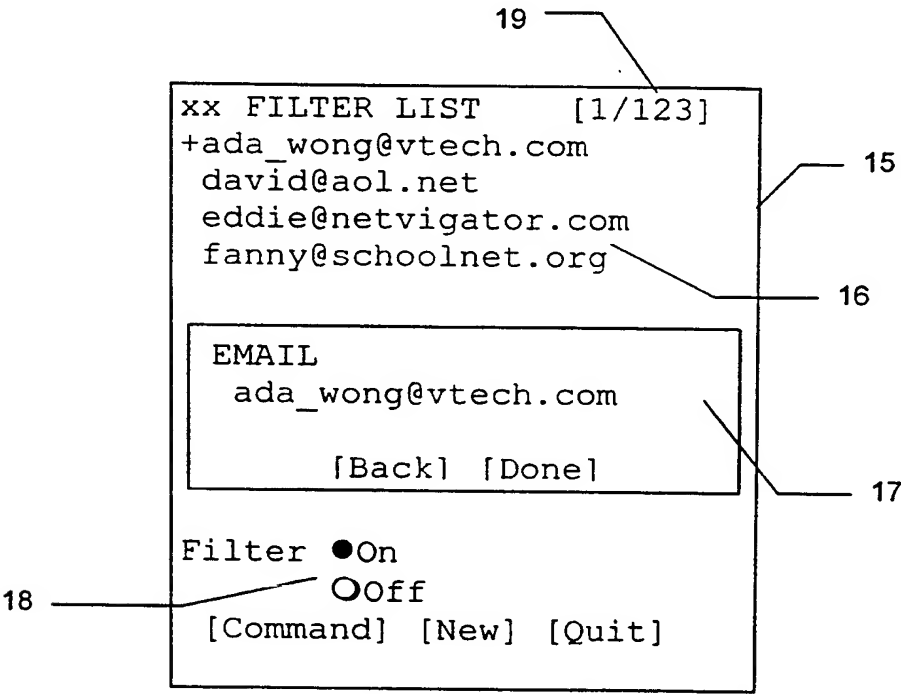 19
xx FILTER LIST [1/123]
+ada_wong@vtech.com
david@aol.net
15
eddie@netvigator.com
fanny@schoolnet.org
16
EMAIL
ada_wong@vtech.com
[Back] [Done]
17
Filter ●On
○Off
18
[Command] [New] [Quit]